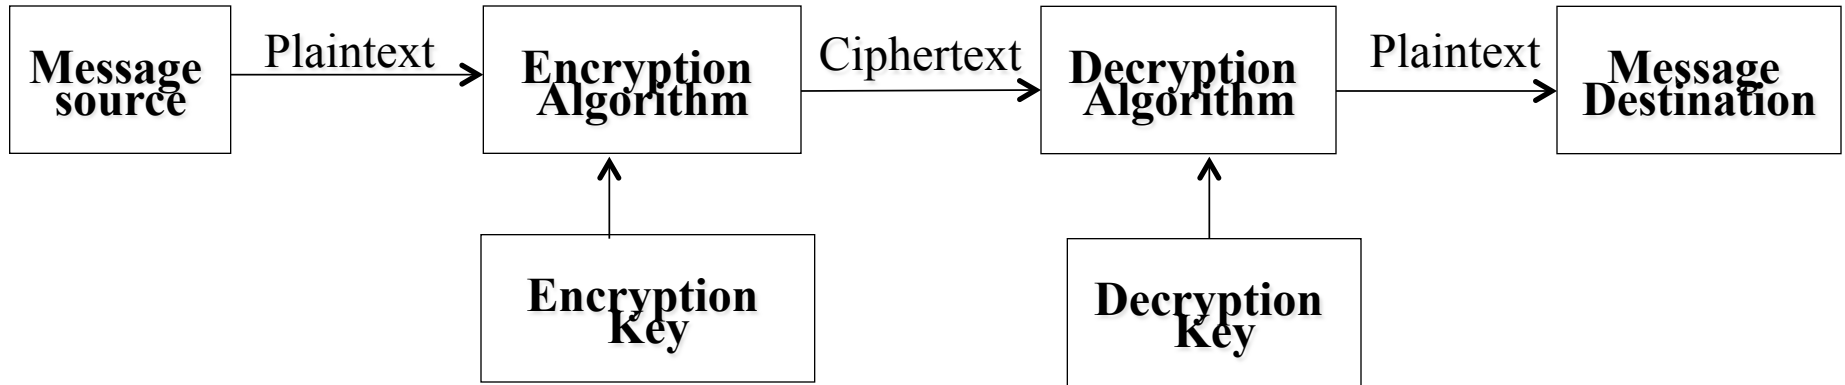 Message
source
Plaintext
Encryption
Algorithm
Ciphertext
Decryption
Algorithm
Plaintext
Message
Destination
Encryption
Key
Decryption
Key